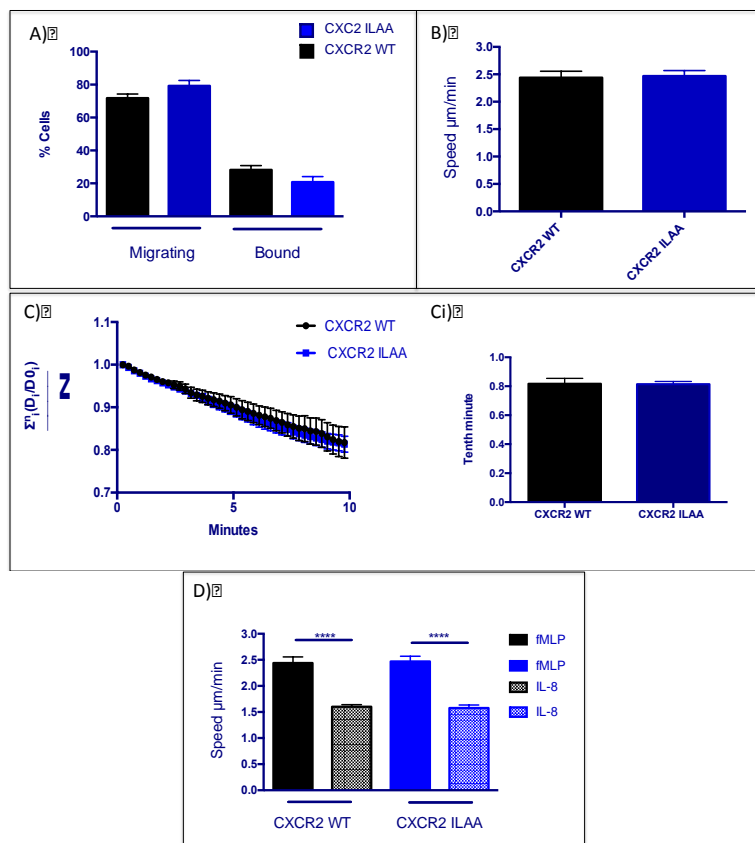 A)⍰
CXC2 ILAA
CXCR2 WT
100
80
60
40
20
0
% Cells
Migrating
Bound
B)⍰
3.0
2.5
2.0
1.5
1.0
0.5
0.0
Speed µm/min
CXCR2 WT
CXCR2 ILAA
C)⍰
CXCR2 WT
CXCR2 ILAA
1.1
1.0
0.9
0.8
0.7
Σⁿᵢ(Dᵢ/D0ᵢ)
N
0
5
10
Minutes
Ci)⍰
1.0
0.8
0.6
0.4
0.2
0.0
Tenth minute
CXCR2 WT
CXCR2 ILAA
D)⍰
fMLP
fMLP
IL-8
IL-8
**** ****
3.0
2.5
2.0
1.5
1.0
0.5
0.0
Speed µm/min
CXCR2 WT
CXCR2 ILAA